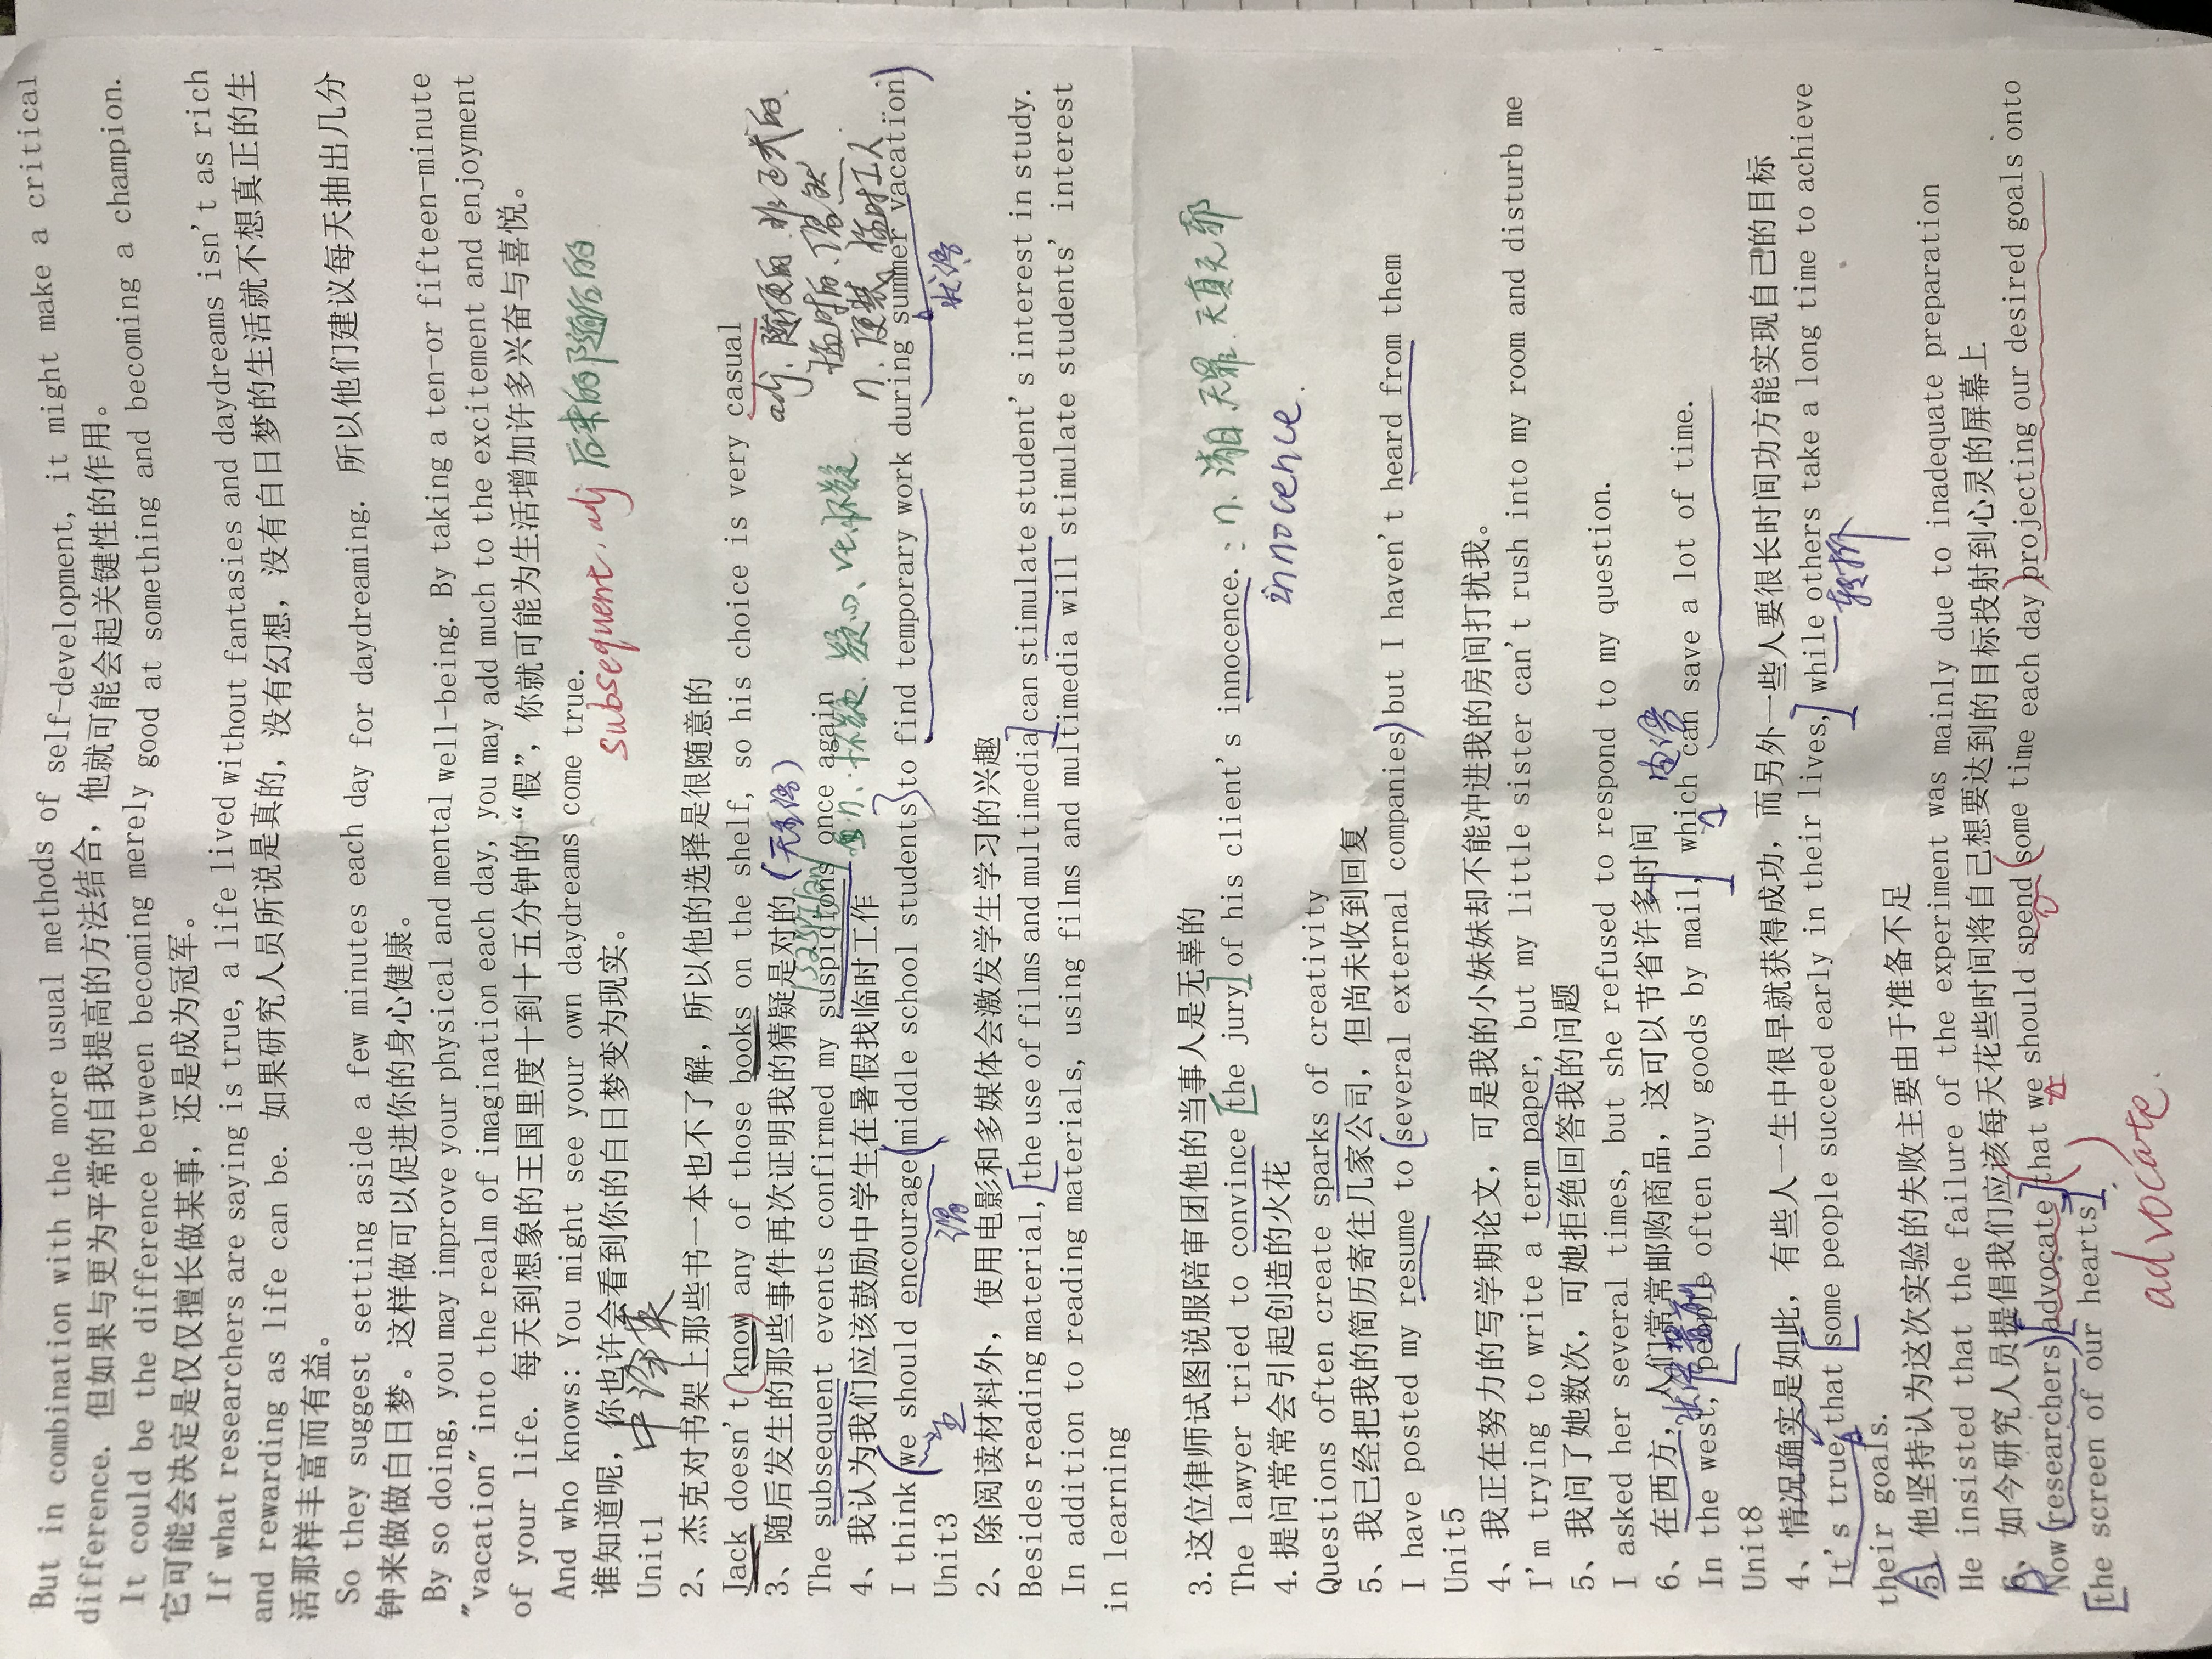 But in combination with the more usual methods of self-development, it might make a critical
difference. 但如果与更为平常的自我提高的方法结合，他就可能会起关键性的作用。
It could be the difference between becoming merely good at something and becoming a champion.
它可能会决定是仅仅擅长做某事，还是成为冠军。
If what researchers are saying is true, a life lived without fantasies and daydreams isn't as rich
and rewarding as life can be. 如果研究人员所说是真的，没有幻想，没有白日梦的生活就不想真正的生
活那样丰富而有益。
So they suggest setting aside a few minutes each day for daydreaming. 所以他们建议每天抽出几分
钟来做做白日梦。这样做可以促进你的身心健康。
By so doing, you may improve your physical and mental well-being. By taking a ten-or fifteen-minute
"vacation" into the realm of imagination each day, you may add much to the excitement and enjoyment
of your life. 每天到想象的王国里度十到十五分钟的“假”，你就可能为生活增加许多兴奋与喜悦。
And who knows: You might see your own daydreams come true.
subsequent, adj 后来的 随后的
谁知道呢，你也许会看到你的白日梦变为现实。
Unit1 中译英
2、杰克对书架上那些书一本也不了解，所以他的选择是很随意的
Jack doesn't (know) any of those books on the shelf, so his choice is very casual
adj. 随便的 非正式的
临时的、偶然
n. 便装、临时工人
3、随后发生的那些事件再次证明我的猜疑是对的（无主语）
The subsequent events confirmed my suspicions once again
n. 怀疑、疑心、vt.怀疑
4、我认为我们应该鼓励中学生在暑假找临时工作
I think (we should encourage (middle school students) to find temporary work during summer vacation)
主 谓 状语
Unit3
2、除阅读材料外，使用电影和多媒体会激发学生学习的兴趣
Besides reading material, [the use of films and multimedia] can stimulate student's interest in study.
In addition to reading materials, using films and multimedia will stimulate students' interest
in learning
3.这位律师试图说服陪审团他的当事人是无辜的
The lawyer tried to convince [the jury] of his client's innocence. : n. 清白 无罪. 天真无邪
innocence.
4.提问常常会引起创造的火花
Questions often create sparks of creativity
5、我已经把我的简历寄往几家公司，但尚未收到回复
I have posted my resume to (several external companies) but I haven't heard from them
Unit5
4、我正在努力的写学期论文，可是我的小妹妹却不能冲进我的房间打扰我。
I'm trying to write a term paper, but my little sister can't rush into my room and disturb me
5、我问了她数次，可她拒绝回答我的问题
I asked her several times, but she refused to respond to my question.
6、在西方，人们常常邮购商品，这可以节省许多时间
状语置前
In the west, [people often buy goods by mail], which can save a lot of time.
Unit8
4、情况确实是如此，有些人一生中很早就获得成功，而另外一些人要很长时间功方能实现自己的目标
It's true that [some people succeed early in their lives,] while others take a long time to achieve
转折
their goals.
5、他坚持认为这次实验的失败主要由于准备不足
He insisted that the failure of the experiment was mainly due to inadequate preparation
6、如今研究人员提倡我们应该每天花些时间将自己想要达到的目标投射到心灵的屏幕上
Now (researchers) [advocate] (that we should spend (some time each day) projecting our desired goals onto
[the screen of our hearts] )
advocate.